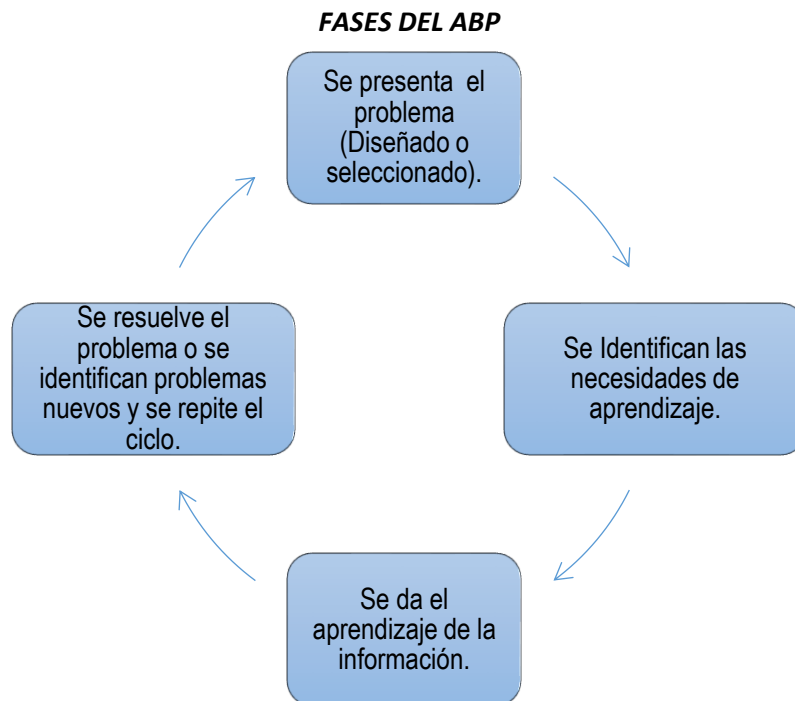 FASES DEL ABP
Se presenta el
problema
(Diseñado o
seleccionado).
Se Identifican las
necesidades de
aprendizaje.
Se da el
aprendizaje de la
información.
Se resuelve el
problema o se
identifican problemas
nuevos y se repite el
ciclo.